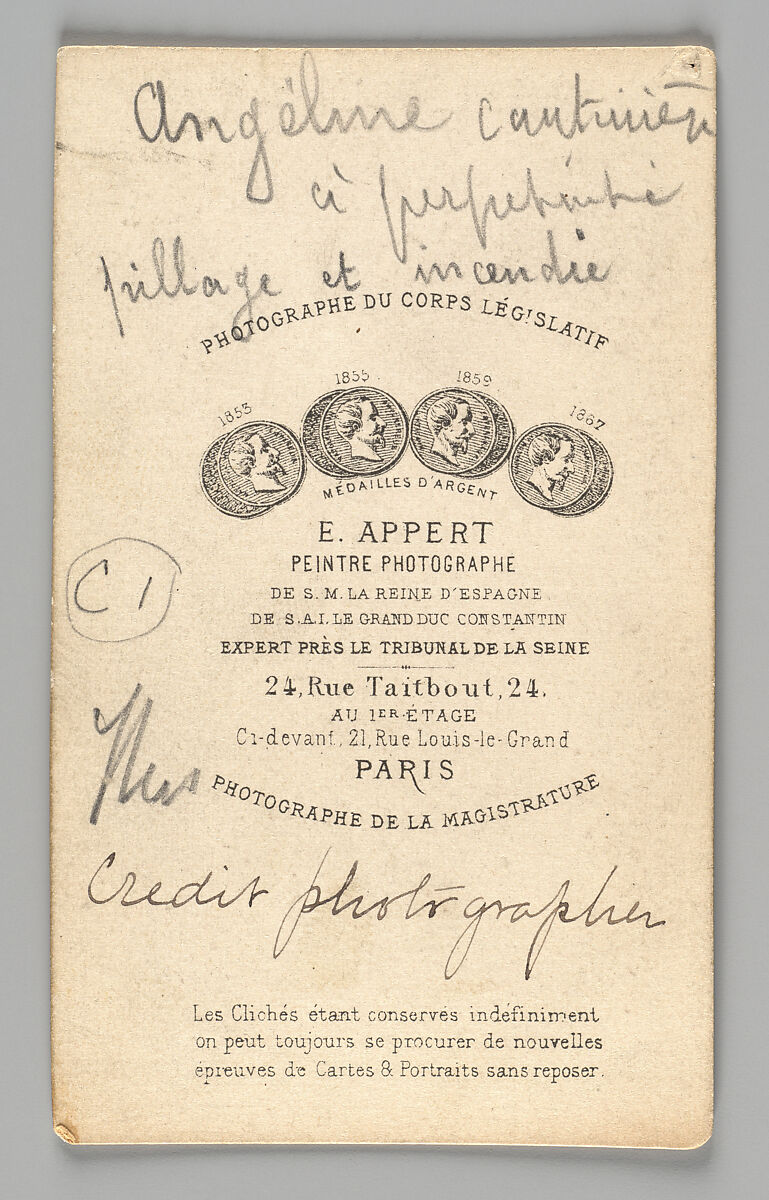 Angéline cantinière
à perpétuité
pillage et incendie
PHOTOGRAPHE DU CORPS LÉGISLATIF
1853 1855 1859 1867
MÉDAILLES D'ARGENT
E. APPERT
PEINTRE PHOTOGRAPHE
DE S. M. LA REINE D'ESPAGNE
DE S.A.I. LE GRAND DUC CONSTANTIN
C 1
EXPERT PRÈS LE TRIBUNAL DE LA SEINE
24, Rue Taitbout, 24.
AU 1ER ÉTAGE
Ci-devant, 21, Rue Louis-le-Grand
PARIS
PHOTOGRAPHE DE LA MAGISTRATURE
Credit photographer
Les Clichés étant conservés indéfiniment
on peut toujours se procurer de nouvelles
épreuves de Cartes & Portraits sans reposer.